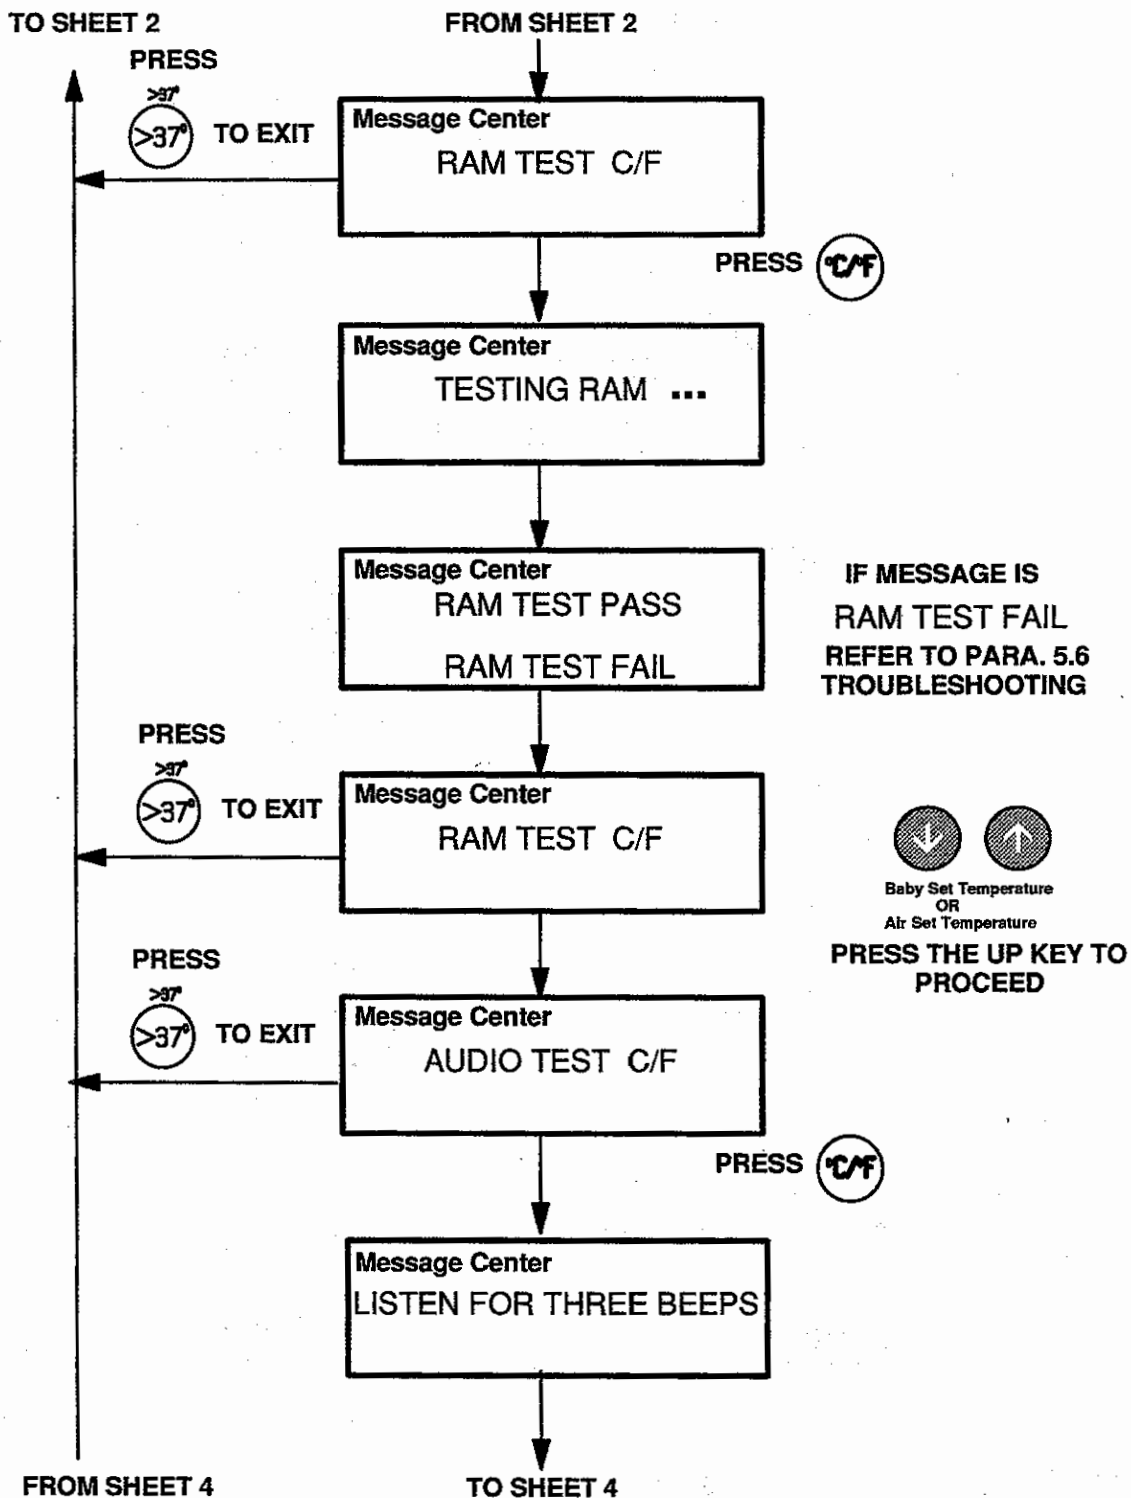 TO SHEET 2
FROM SHEET 2
PRESS
>37°
>37°
TO EXIT
Message Center
RAM TEST C/F
PRESS
°C/°F
Message Center
TESTING RAM ...
Message Center
RAM TEST PASS
RAM TEST FAIL
IF MESSAGE IS
RAM TEST FAIL
REFER TO PARA. 5.6
TROUBLESHOOTING
PRESS
>37°
>37°
TO EXIT
Message Center
RAM TEST C/F
Baby Set Temperature
OR
Air Set Temperature
PRESS THE UP KEY TO
PROCEED
PRESS
>37°
>37°
TO EXIT
Message Center
AUDIO TEST C/F
PRESS
°C/°F
Message Center
LISTEN FOR THREE BEEPS
FROM SHEET 4
TO SHEET 4